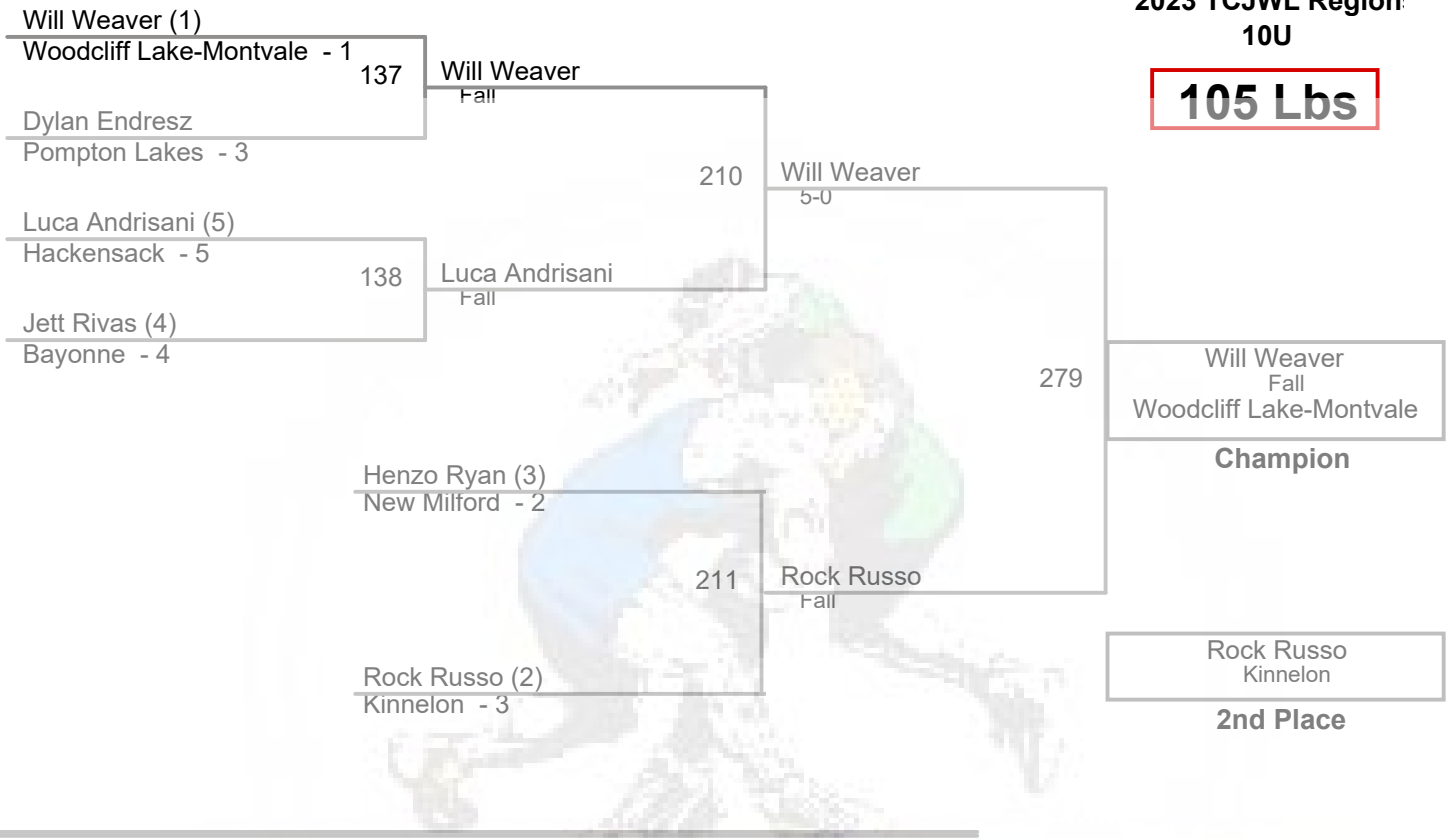 2023 TCJWL
10U
105 Lbs
Will Weaver (1)
Woodcliff Lake-Montvale - 1
137
Will Weaver
Fall
Dylan Endresz
Pompton Lakes - 3
210
Will Weaver
5-0
Luca Andrisani (5)
Hackensack - 5
138
Luca Andrisani
Fall
Jett Rivas (4)
Bayonne - 4
279
Will Weaver
Fall
Woodcliff Lake-Montvale
Champion
Henzo Ryan (3)
New Milford - 2
211
Rock Russo
Fall
Rock Russo (2)
Kinnelon - 3
Rock Russo
Kinnelon
2nd Place